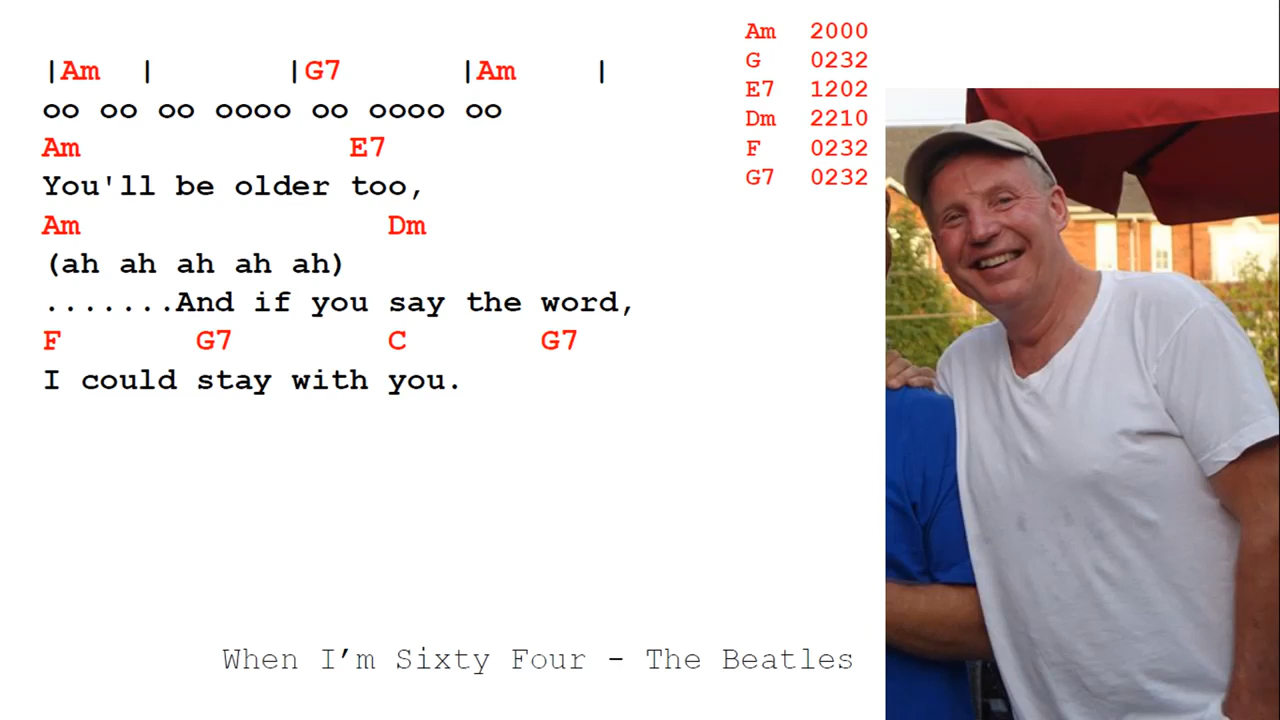 |Am  |       |G7      |Am    |
oo oo oo oooo oo oooo oo
Am              E7
You'll be older too,
Am                Dm
(ah ah ah ah ah)
.......And if you say the word,
F       G7        C       G7
I could stay with you.
Am 2000
G 0232
E7 1202
Dm 2210
F 0232
G7 0232
When I’m Sixty Four - The Beatles